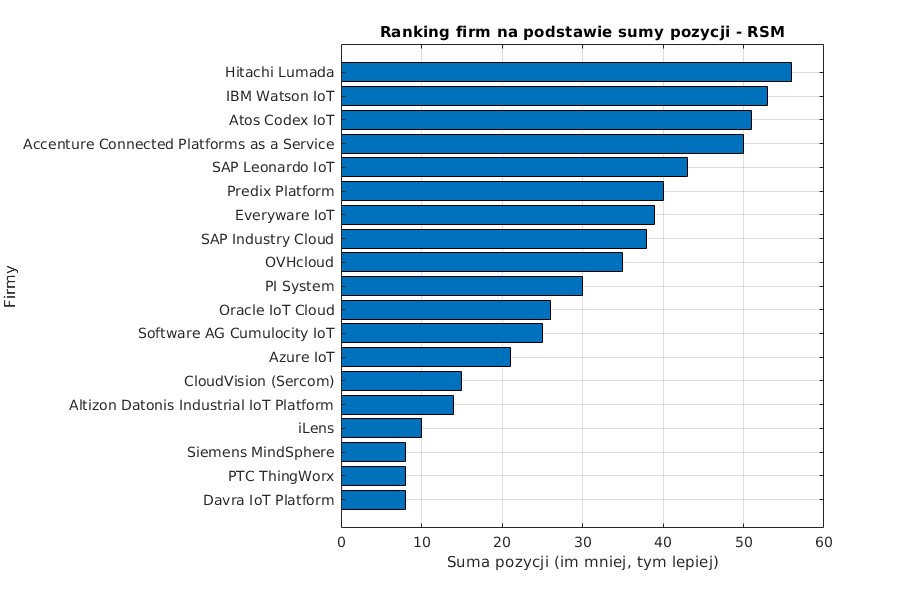 Ranking firm na podstawie sumy pozycji - RSM
Hitachi Lumada
IBM Watson IoT
Atos Codex IoT
Accenture Connected Platforms as a Service
SAP Leonardo IoT
Predix Platform
Everyware IoT
SAP Industry Cloud
OVHcloud
PI System
Oracle IoT Cloud
Software AG Cumulocity IoT
Azure IoT
CloudVision (Sercom)
Altizon Datonis Industrial IoT Platform
iLens
Siemens MindSphere
PTC ThingWorx
Davra IoT Platform
Firmy
0 10 20 30 40 50 60
Suma pozycji (im mniej, tym lepiej)